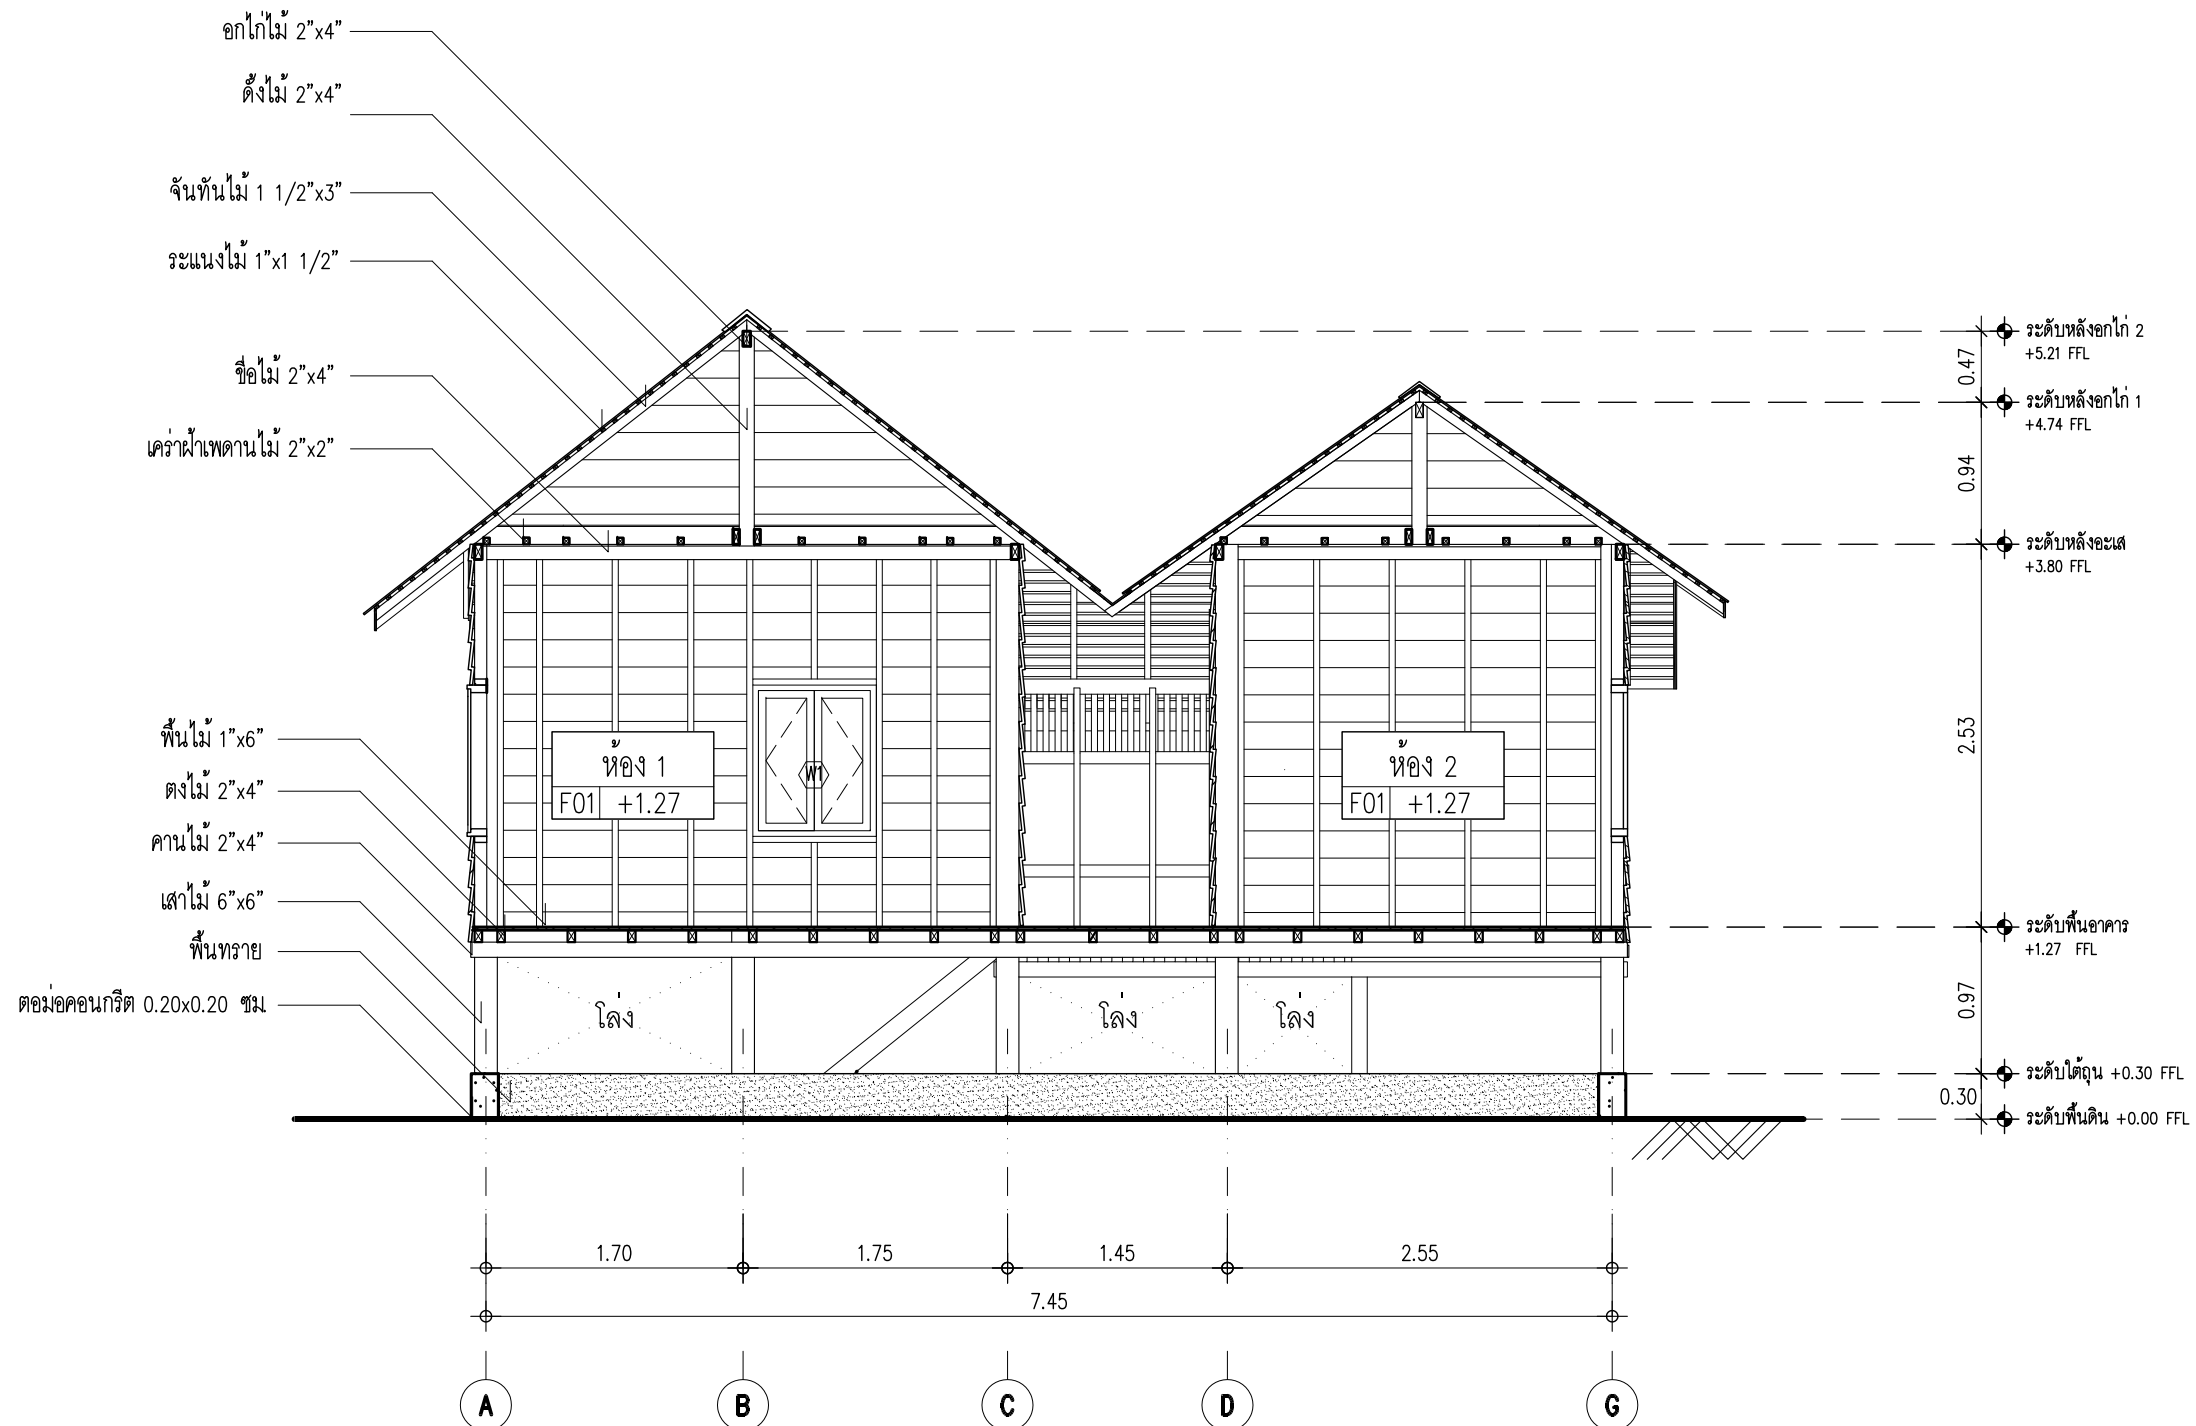 อกไก่ไม้ 2"x4"
ดั้งไม้ 2"x4"
จันทันไม้ 1 1/2"x3"
ระแนงไม้ 1"x1 1/2"
ขื่อไม้ 2"x4"
เคร่าฝ้าเพดานไม้ 2"x2"
พื้นไม้ 1"x6"
ตงไม้ 2"x4"
คานไม้ 2"x4"
เสาไม้ 6"x6"
พื้นทราย
ตอม่อคอนกรีต 0.20x0.20 ซม.
ห้อง 1
F01 +1.27
W1
ห้อง 2
F01 +1.27
โล่ง
โล่ง
โล่ง
ระดับหลังอกไก่ 2
+5.21 FFL
0.47
ระดับหลังอกไก่ 1
+4.74 FFL
0.94
ระดับหลังอะเส
+3.80 FFL
2.53
ระดับพื้นอาคาร
+1.27 FFL
0.97
ระดับใต้ถุน +0.30 FFL
0.30
ระดับพื้นดิน +0.00 FFL
1.70 1.75 1.45 2.55
7.45
A B C D G